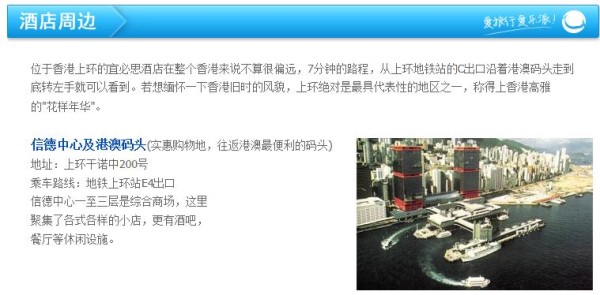 酒店周边
爱旅行爱乐派！
位于香港上环的宜必思酒店在整个香港来说不算很偏远，7分钟的路程，从上环地铁站的C出口沿着港澳码头走到
底转左手就可以看到。若想缅怀一下香港旧时的风貌，上环绝对是最具代表性的地区之一，称得上香港高雅
的"花样年华"。
信德中心及港澳码头(实惠购物地，往返港澳最便利的码头)
地址：上环干诺中200号
乘车路线：地铁上环站E4出口
信德中心一至三层是综合商场，这里
聚集了各式各样的小店，更有酒吧，
餐厅等休闲设施。